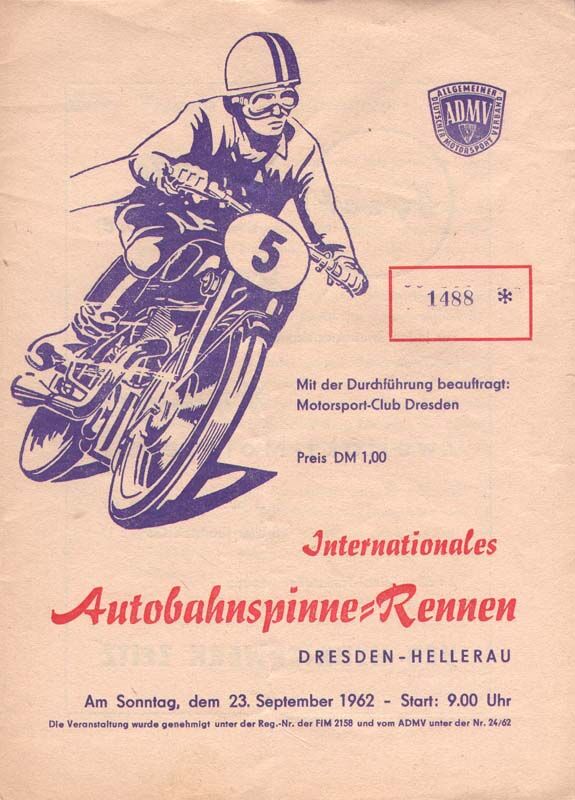 ALLGEMEINER
DEUTSCHER MOTORSPORT VERBAND
ADMV
5
1488 *
Mit der Durchführung beauftragt:
Motorsport-Club Dresden
Preis DM 1,00
Internationales
Autobahnspinne=Rennen
DRESDEN-HELLERAU
Am Sonntag, dem 23. September 1962 - Start: 9.00 Uhr
Die Veranstaltung wurde genehmigt unter der Reg.-Nr. der FIM 2158 und vom ADMV unter der Nr. 24/62